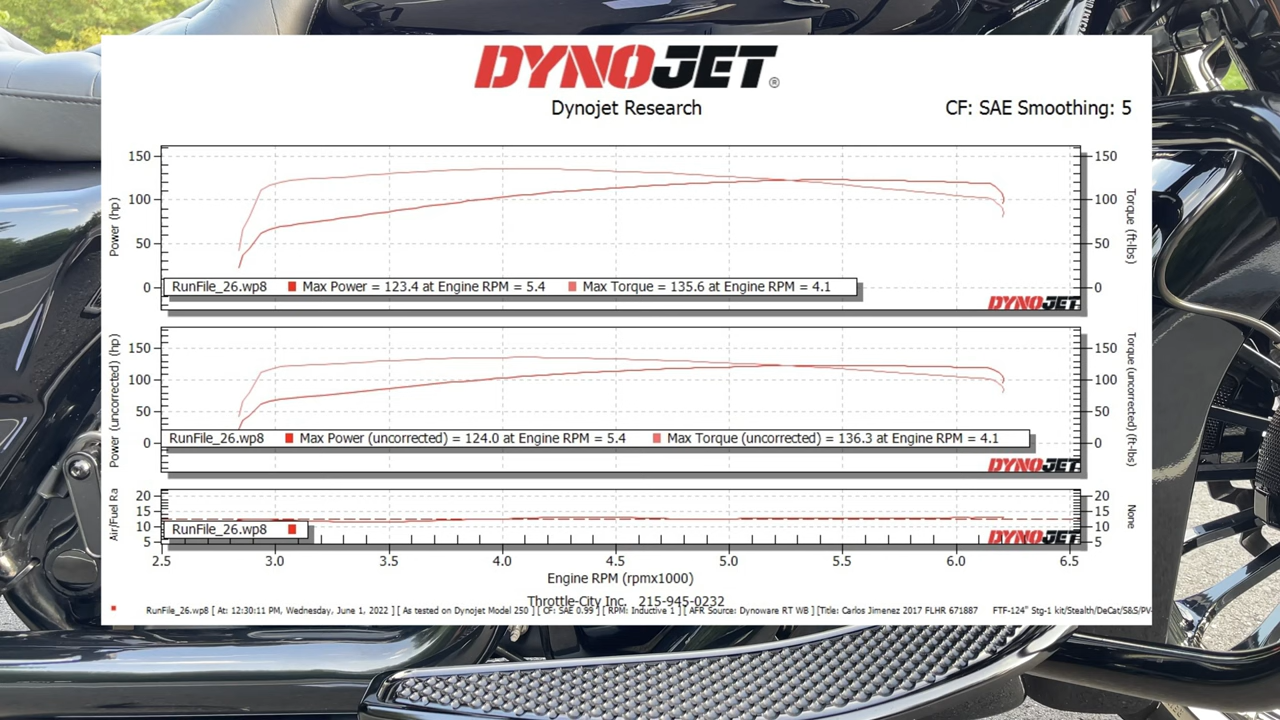 DYNOJET®
Dynojet Research
CF: SAE Smoothing: 5
150
100
50
0
Power (hp)
150
100
50
0
Torque (ft-lbs)
RunFile_26.wp8 Max Power = 123.4 at Engine RPM = 5.4 Max Torque = 135.6 at Engine RPM = 4.1
DYNOJET
150
100
50
0
Power (uncorrected) (hp)
150
100
50
0
Torque (uncorrected) (ft-lbs)
RunFile_26.wp8 Max Power (uncorrected) = 124.0 at Engine RPM = 5.4 Max Torque (uncorrected) = 136.3 at Engine RPM = 4.1
DYNOJET
20
15
10
5
Air/Fuel Ra
20
15
10
5
None
RunFile_26.wp8
DYNOJET
2.5 3.0 3.5 4.0 4.5 5.0 5.5 6.0 6.5
Engine RPM (rpmx1000)
Throttle-City Inc. 215-945-0232
RunFile_26.wp8 [ At: 12:30:11 PM, Wednesday, June 1, 2022 ] [ As tested on Dynojet Model 250 ] [ CF: SAE 0.99 ] [ RPM: Inductive 1 ] [ AFR Source: Dynoware RT WB ] [Title: Carlos Jimenez 2017 FLHR 671887 FTF-124" Stg-1 kit/Stealth/DeCat/S&S/PV